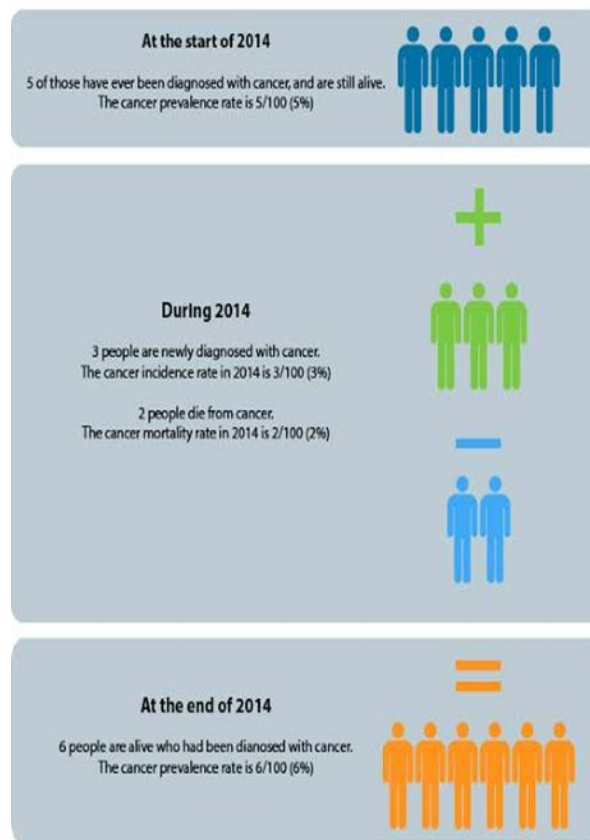 At the start of 2014
5 of those have ever been diagnosed with cancer, and are still alive.
The cancer prevalence rate is 5/100 (5%)
During 2014
3 people are newly diagnosed with cancer.
The cancer incidence rate in 2014 is 3/100 (3%)
2 people die from cancer.
The cancer mortality rate in 2014 is 2/100 (2%)
At the end of 2014
6 people are alive who had been dianosed with cancer.
The cancer prevalence rate is 6/100 (6%)